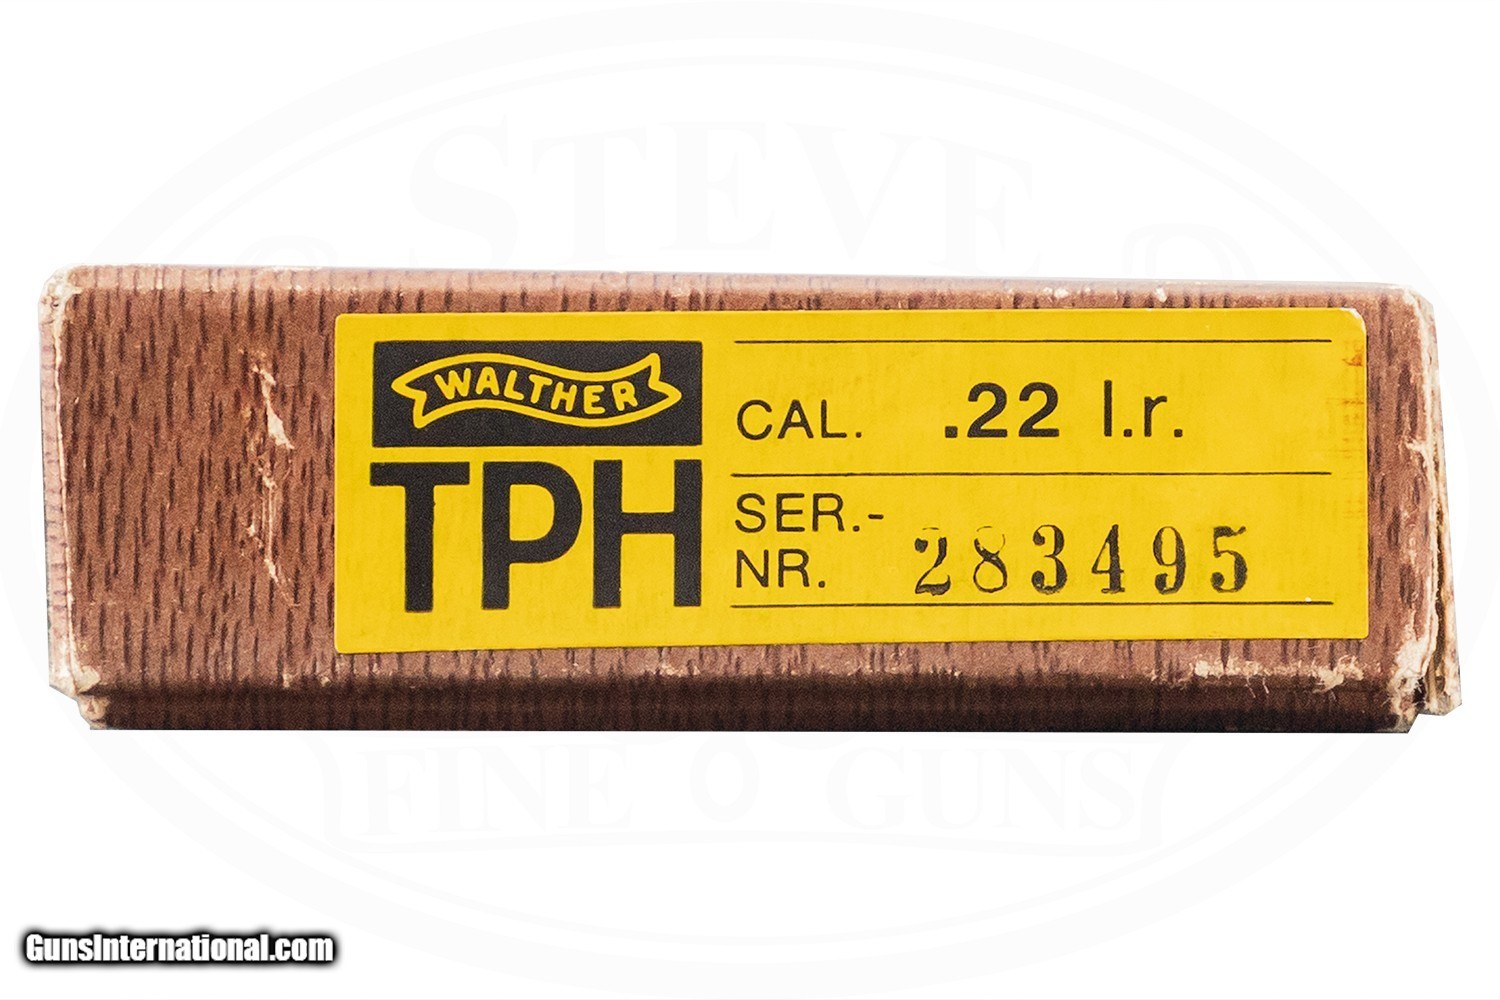 STEVE
WALTHER
TPH
CAL. .22 l.r.
SER.-
NR. 283495
FINE GUNS
GunsInternational.com